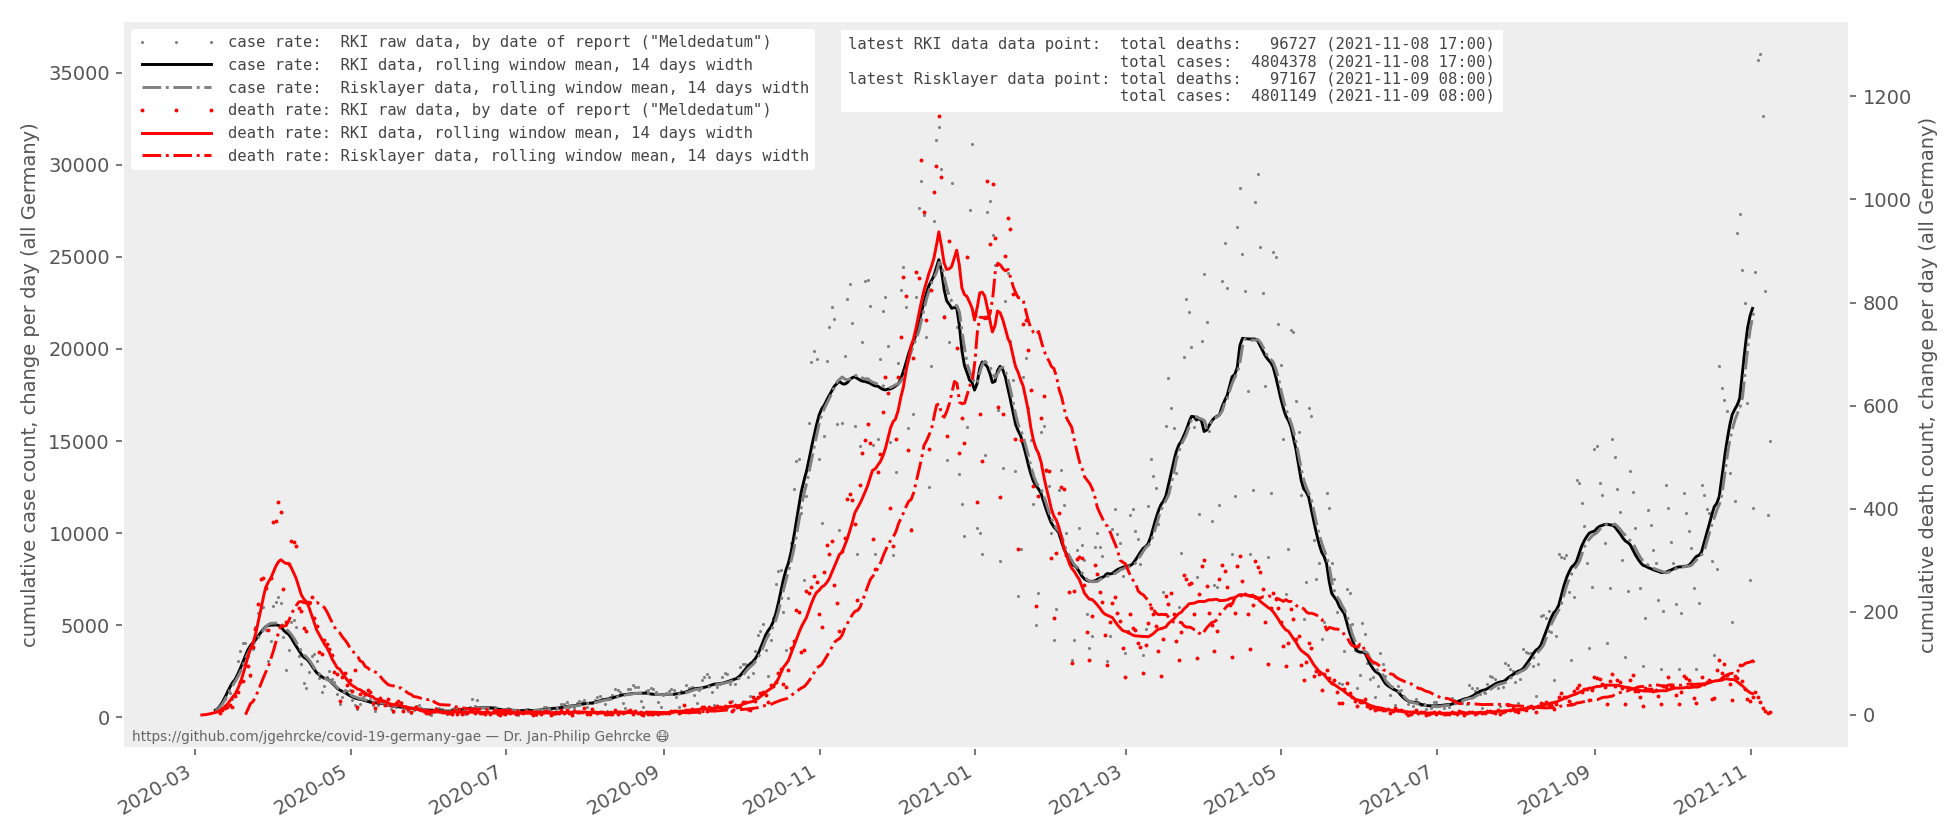 case rate:  RKI raw data, by date of report ("Meldedatum")
case rate:  RKI data, rolling window mean, 14 days width
case rate:  Risklayer data, rolling window mean, 14 days width
death rate: RKI raw data, by date of report ("Meldedatum")
death rate: RKI data, rolling window mean, 14 days width
death rate: Risklayer data, rolling window mean, 14 days width
latest RKI data data point:  total deaths:   96727 (2021-11-08 17:00)
total cases:  4804378 (2021-11-08 17:00)
latest Risklayer data point: total deaths:   97167 (2021-11-09 08:00)
total cases:  4801149 (2021-11-09 08:00)
cumulative case count, change per day (all Germany)
35000
30000
25000
20000
15000
10000
5000
0
1200
1000
800
600
400
200
0
cumulative death count, change per day (all Germany)
https://github.com/jgehrcke/covid-19-germany-gae — Dr. Jan-Philip Gehrcke 😷
2020-03
2020-05
2020-07
2020-09
2020-11
2021-01
2021-03
2021-05
2021-07
2021-09
2021-11